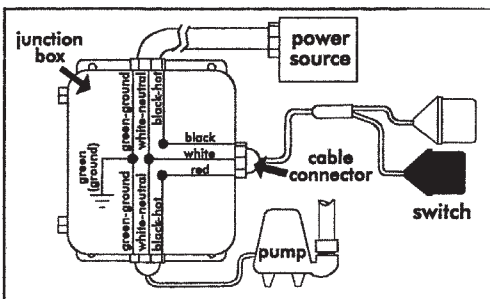 junction
box
power
source
green-ground
white-neutral
black-hot
black
white
red
green
(ground)
cable
connector
switch
green-ground
white-neutral
black-hot
pump